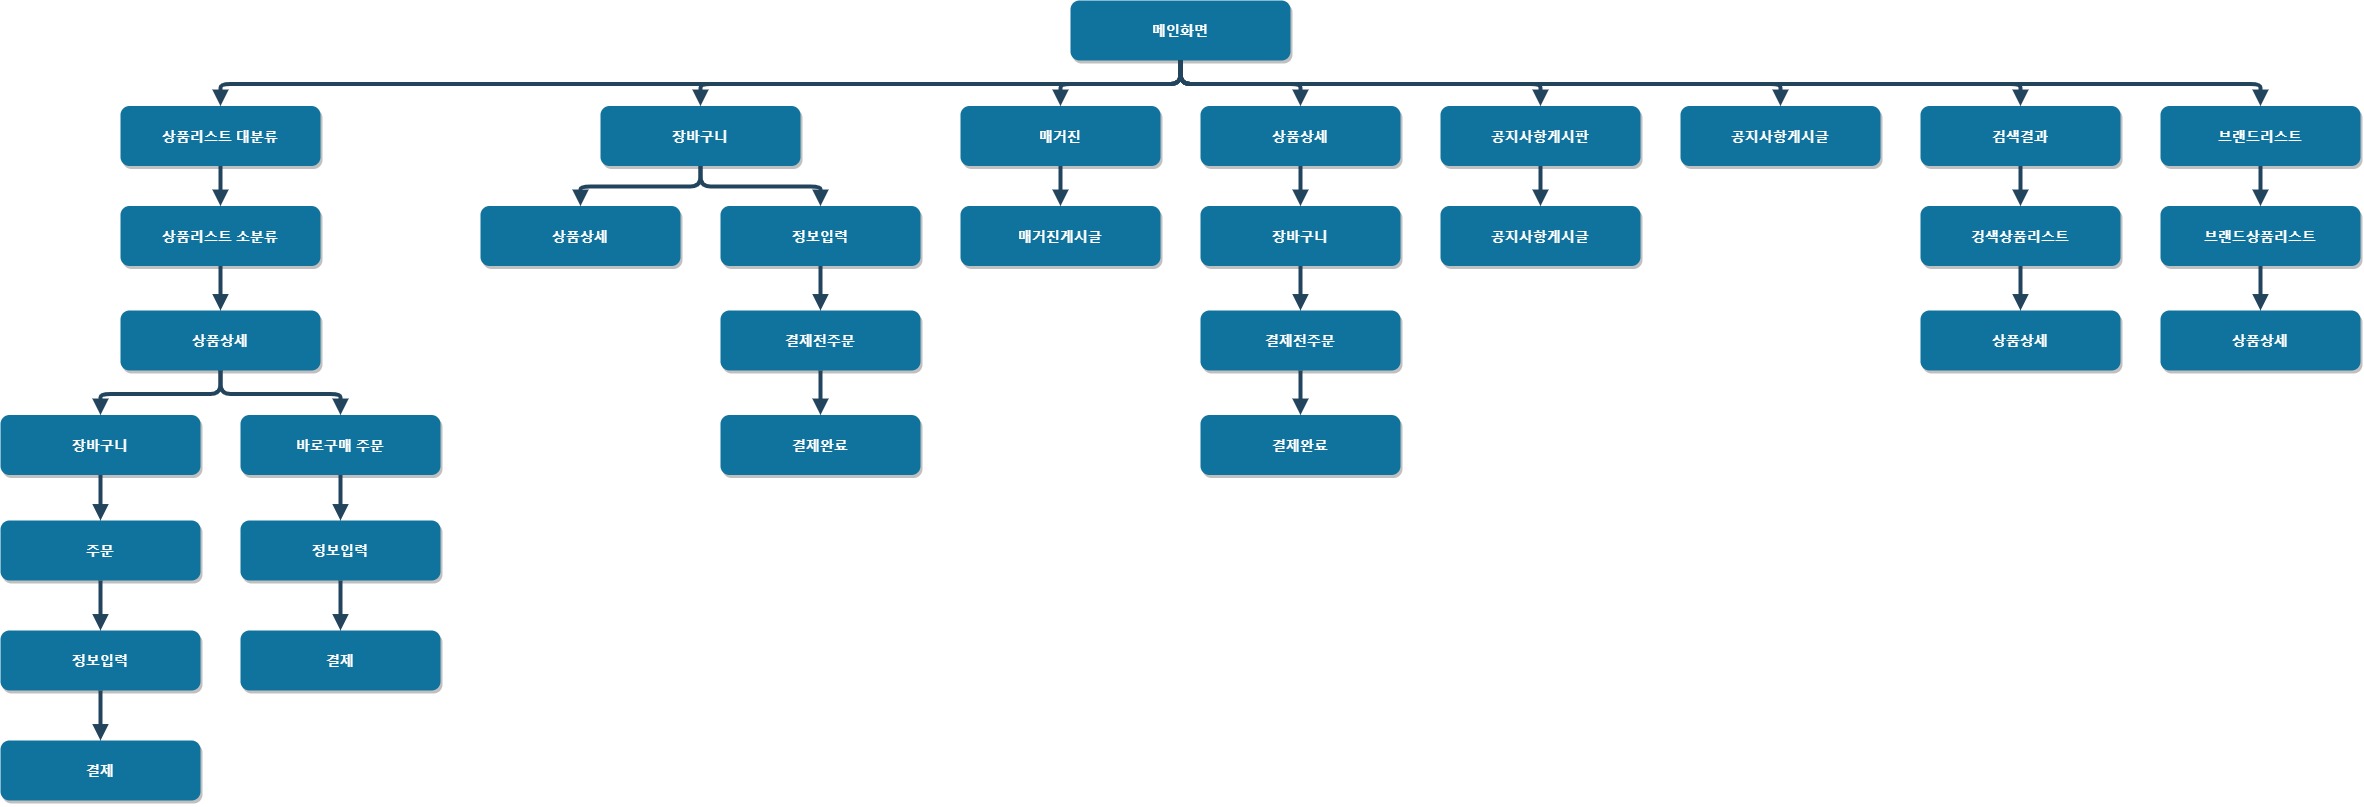 메인화면
상품리스트 대분류
장바구니
매거진
상품상세
공지사항게시판
공지사항게시글
검색결과
브랜드리스트
상품리스트 소분류
상품상세
정보입력
매거진게시글
장바구니
공지사항게시글
겅색상품리스트
브랜드상품리스트
상품상세
결제전주문
결제전주문
상품상세
상품상세
장바구니
바로구매 주문
결제완료
결제완료
주문
정보입력
정보입력
결제
결제